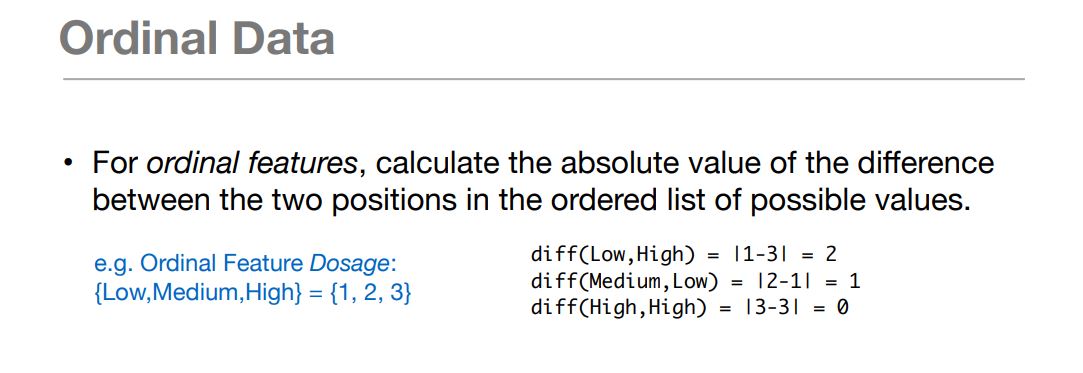 Ordinal Data
• For ordinal features, calculate the absolute value of the difference
between the two positions in the ordered list of possible values.
e.g. Ordinal Feature Dosage:
{Low,Medium,High} = {1, 2, 3}
diff(Low,High) = |1-3| = 2
diff(Medium,Low) = |2-1| = 1
diff(High,High) = |3-3| = 0